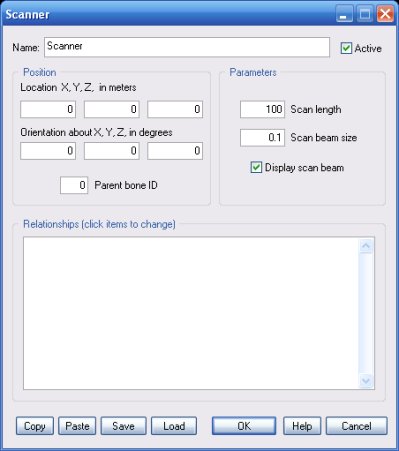 Scanner
Name: Scanner Active
Position
Location X, Y, Z, in meters
0 0 0
Orientation about X, Y, Z, in degrees
0 0 0
0 Parent bone ID
Parameters
100 Scan length
0.1 Scan beam size
Display scan beam
Relationships (click items to change)
Copy Paste Save Load OK Help Cancel